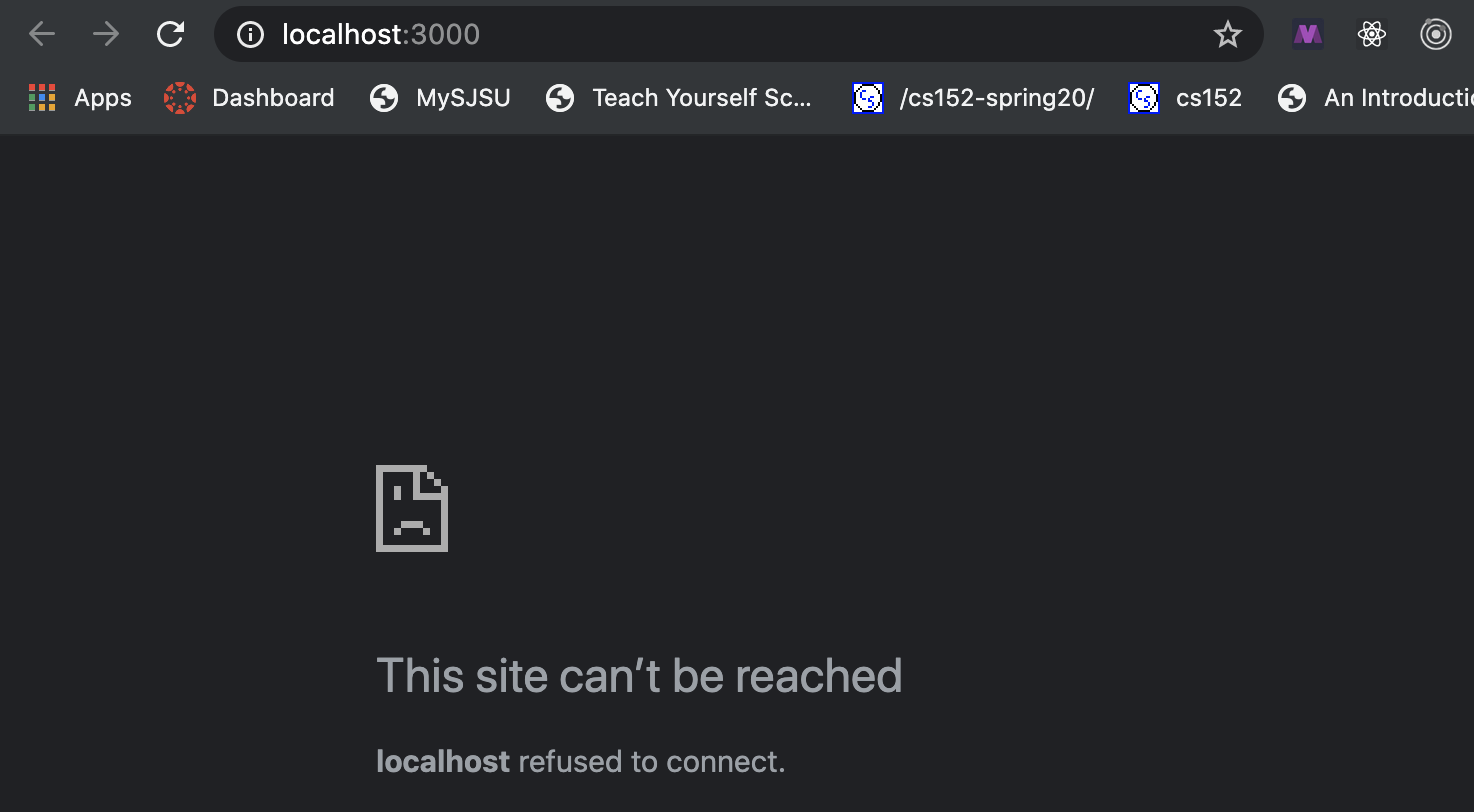 localhost:3000
Apps Dashboard MySJSU Teach Yourself Sc... /cs152-spring20/ cs152 An Introductio
This site can’t be reached
localhost refused to connect.